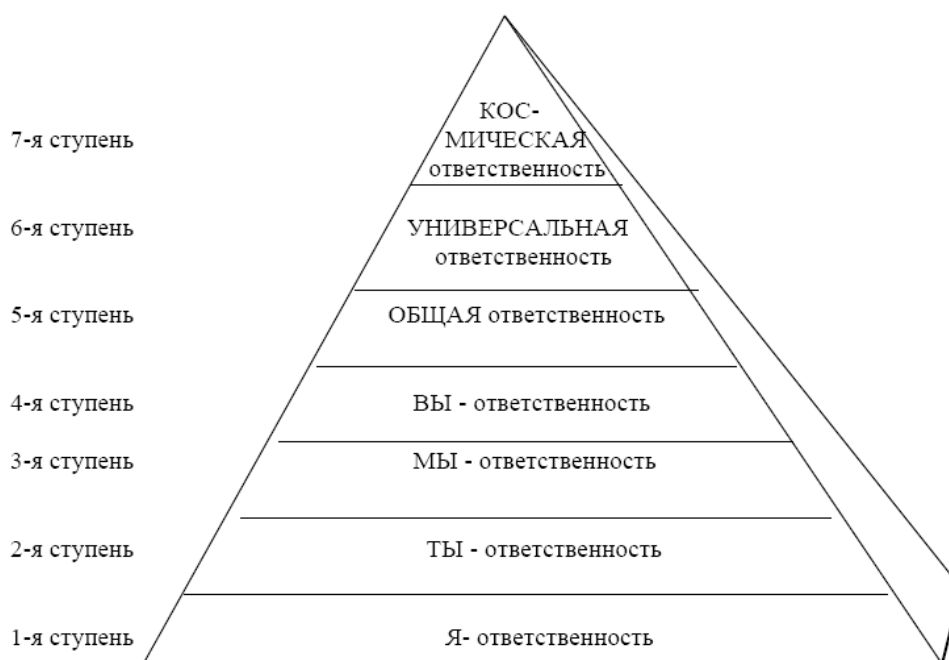 КОС-
7-я ступень МИЧЕСКАЯ
ответственность
6-я ступень УНИВЕРСАЛЬНАЯ
ответственность
5-я ступень ОБЩАЯ ответственность
4-я ступень ВЫ - ответственность
3-я ступень МЫ - ответственность
2-я ступень ТЫ - ответственность
1-я ступень Я- ответственность